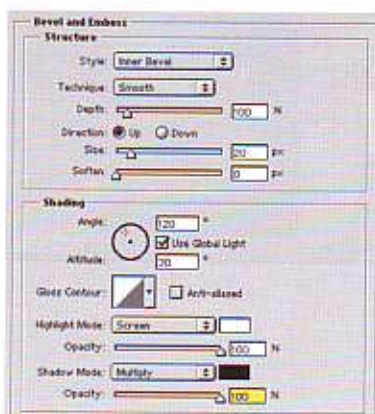 Bevel and Emboss
Structure
Style: Inner Bevel
Technique: Smooth
Depth: 100 %
Direction: Up Down
Size: 20 px
Soften: 0 px
Shading
Angle: 120 °
Use Global Light
Altitude: 30 °
Gloss Contour: Anti-aliased
Highlight Mode: Screen
Opacity: 100 %
Shadow Mode: Multiply
Opacity: 100 %